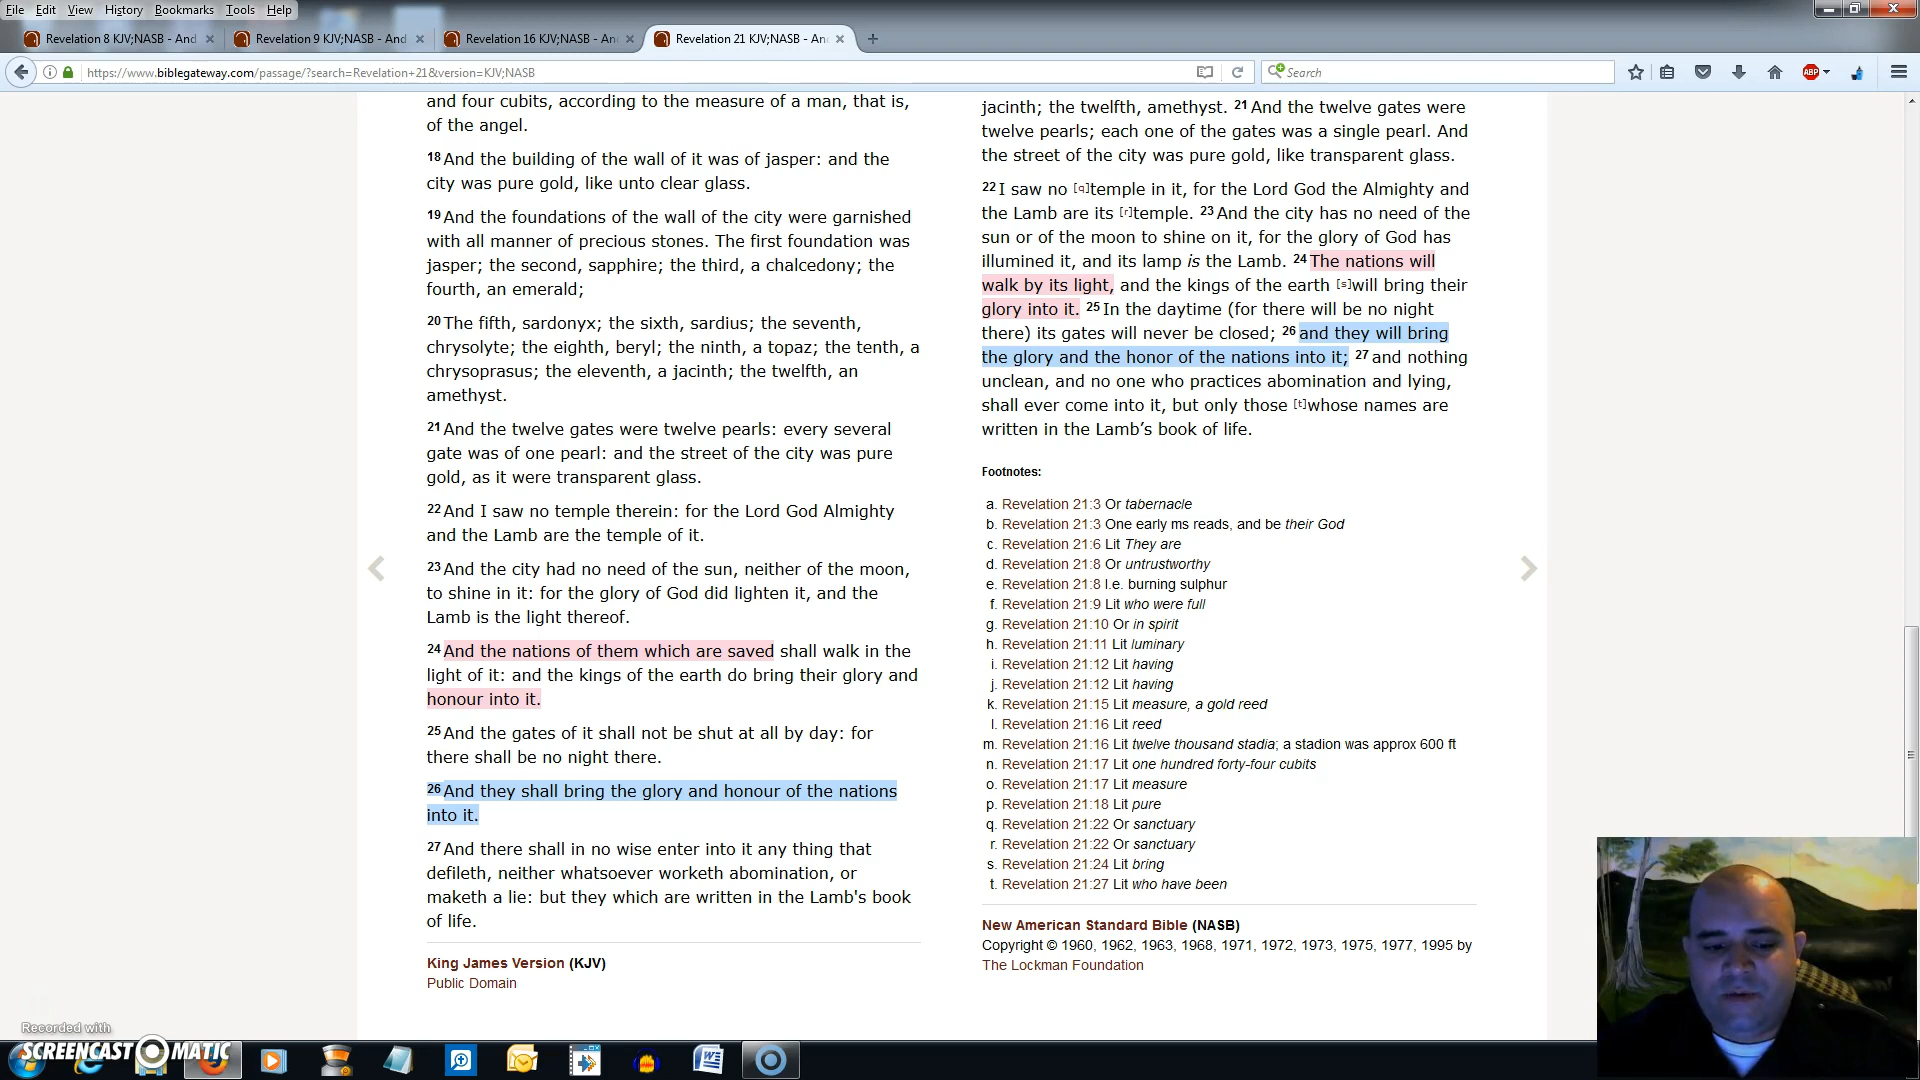 File Edit View History Bookmarks Tools Help
Revelation 8 KJV;NASB - And
Revelation 9 KJV;NASB - And
Revelation 16 KJV;NASB - An
Revelation 21 KJV;NASB - An
https://www.biblegateway.com/passage/?search=Revelation+21&version=KJV;NASB
Search
ABP
and four cubits, according to the measure of a man, that is,
of the angel.
18 And the building of the wall of it was of jasper: and the
city was pure gold, like unto clear glass.
19 And the foundations of the wall of the city were garnished
with all manner of precious stones. The first foundation was
jasper; the second, sapphire; the third, a chalcedony; the
fourth, an emerald;
20 The fifth, sardonyx; the sixth, sardius; the seventh,
chrysolyte; the eighth, beryl; the ninth, a topaz; the tenth, a
chrysoprasus; the eleventh, a jacinth; the twelfth, an
amethyst.
21 And the twelve gates were twelve pearls: every several
gate was of one pearl: and the street of the city was pure
gold, as it were transparent glass.
22 And I saw no temple therein: for the Lord God Almighty
and the Lamb are the temple of it.
23 And the city had no need of the sun, neither of the moon,
to shine in it: for the glory of God did lighten it, and the
Lamb is the light thereof.
24 And the nations of them which are saved shall walk in the
light of it: and the kings of the earth do bring their glory and
honour into it.
25 And the gates of it shall not be shut at all by day: for
there shall be no night there.
26 And they shall bring the glory and honour of the nations
into it.
27 And there shall in no wise enter into it any thing that
defileth, neither whatsoever worketh abomination, or
maketh a lie: but they which are written in the Lamb's book
of life.
King James Version (KJV)
Public Domain
jacinth; the twelfth, amethyst. 21 And the twelve gates were
twelve pearls; each one of the gates was a single pearl. And
the street of the city was pure gold, like transparent glass.
22 I saw no [q]temple in it, for the Lord God the Almighty and
the Lamb are its [r]temple. 23 And the city has no need of the
sun or of the moon to shine on it, for the glory of God has
illumined it, and its lamp is the Lamb. 24 The nations will
walk by its light, and the kings of the earth [s]will bring their
glory into it. 25 In the daytime (for there will be no night
there) its gates will never be closed; 26 and they will bring
the glory and the honor of the nations into it; 27 and nothing
unclean, and no one who practices abomination and lying,
shall ever come into it, but only those [t]whose names are
written in the Lamb’s book of life.
Footnotes:
a. Revelation 21:3 Or tabernacle
b. Revelation 21:3 One early ms reads, and be their God
c. Revelation 21:6 Lit They are
d. Revelation 21:8 Or untrustworthy
e. Revelation 21:8 I.e. burning sulphur
f. Revelation 21:9 Lit who were full
g. Revelation 21:10 Or in spirit
h. Revelation 21:11 Lit luminary
i. Revelation 21:12 Lit having
j. Revelation 21:12 Lit having
k. Revelation 21:15 Lit measure, a gold reed
l. Revelation 21:16 Lit reed
m. Revelation 21:16 Lit twelve thousand stadia; a stadion was approx 600 ft
n. Revelation 21:17 Lit one hundred forty-four cubits
o. Revelation 21:17 Lit measure
p. Revelation 21:18 Lit pure
q. Revelation 21:22 Or sanctuary
r. Revelation 21:22 Or sanctuary
s. Revelation 21:24 Lit bring
t. Revelation 21:27 Lit who have been
New American Standard Bible (NASB)
Copyright © 1960, 1962, 1963, 1968, 1971, 1972, 1973, 1975, 1977, 1995 by
The Lockman Foundation
Recorded with
SCREENCAST MATIC